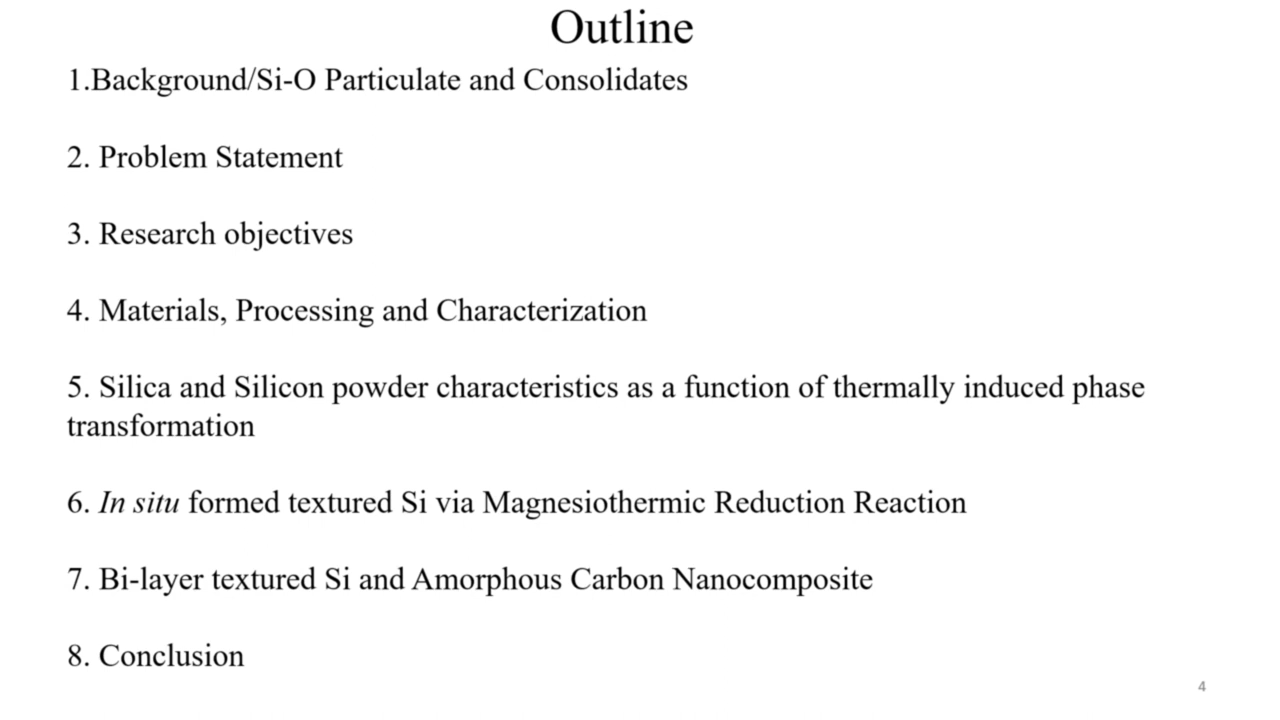 Outline
1.Background/Si-O Particulate and Consolidates
2. Problem Statement
3. Research objectives
4. Materials, Processing and Characterization
5. Silica and Silicon powder characteristics as a function of thermally induced phase
transformation
6. In situ formed textured Si via Magnesiothermic Reduction Reaction
7. Bi-layer textured Si and Amorphous Carbon Nanocomposite
8. Conclusion
4